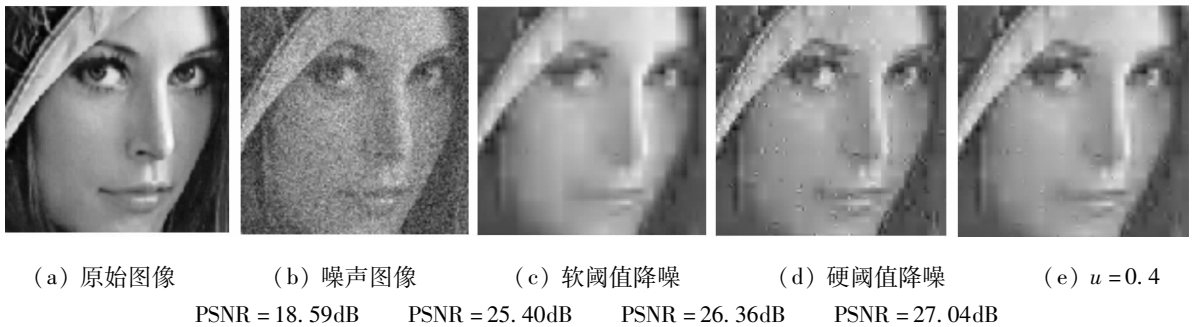 (a) 原始图像 (b) 噪声图像 (c) 软阈值降噪 (d) 硬阈值降噪 (e) u = 0. 4
PSNR = 18. 59dB PSNR = 25. 40dB PSNR = 26. 36dB PSNR = 27. 04dB